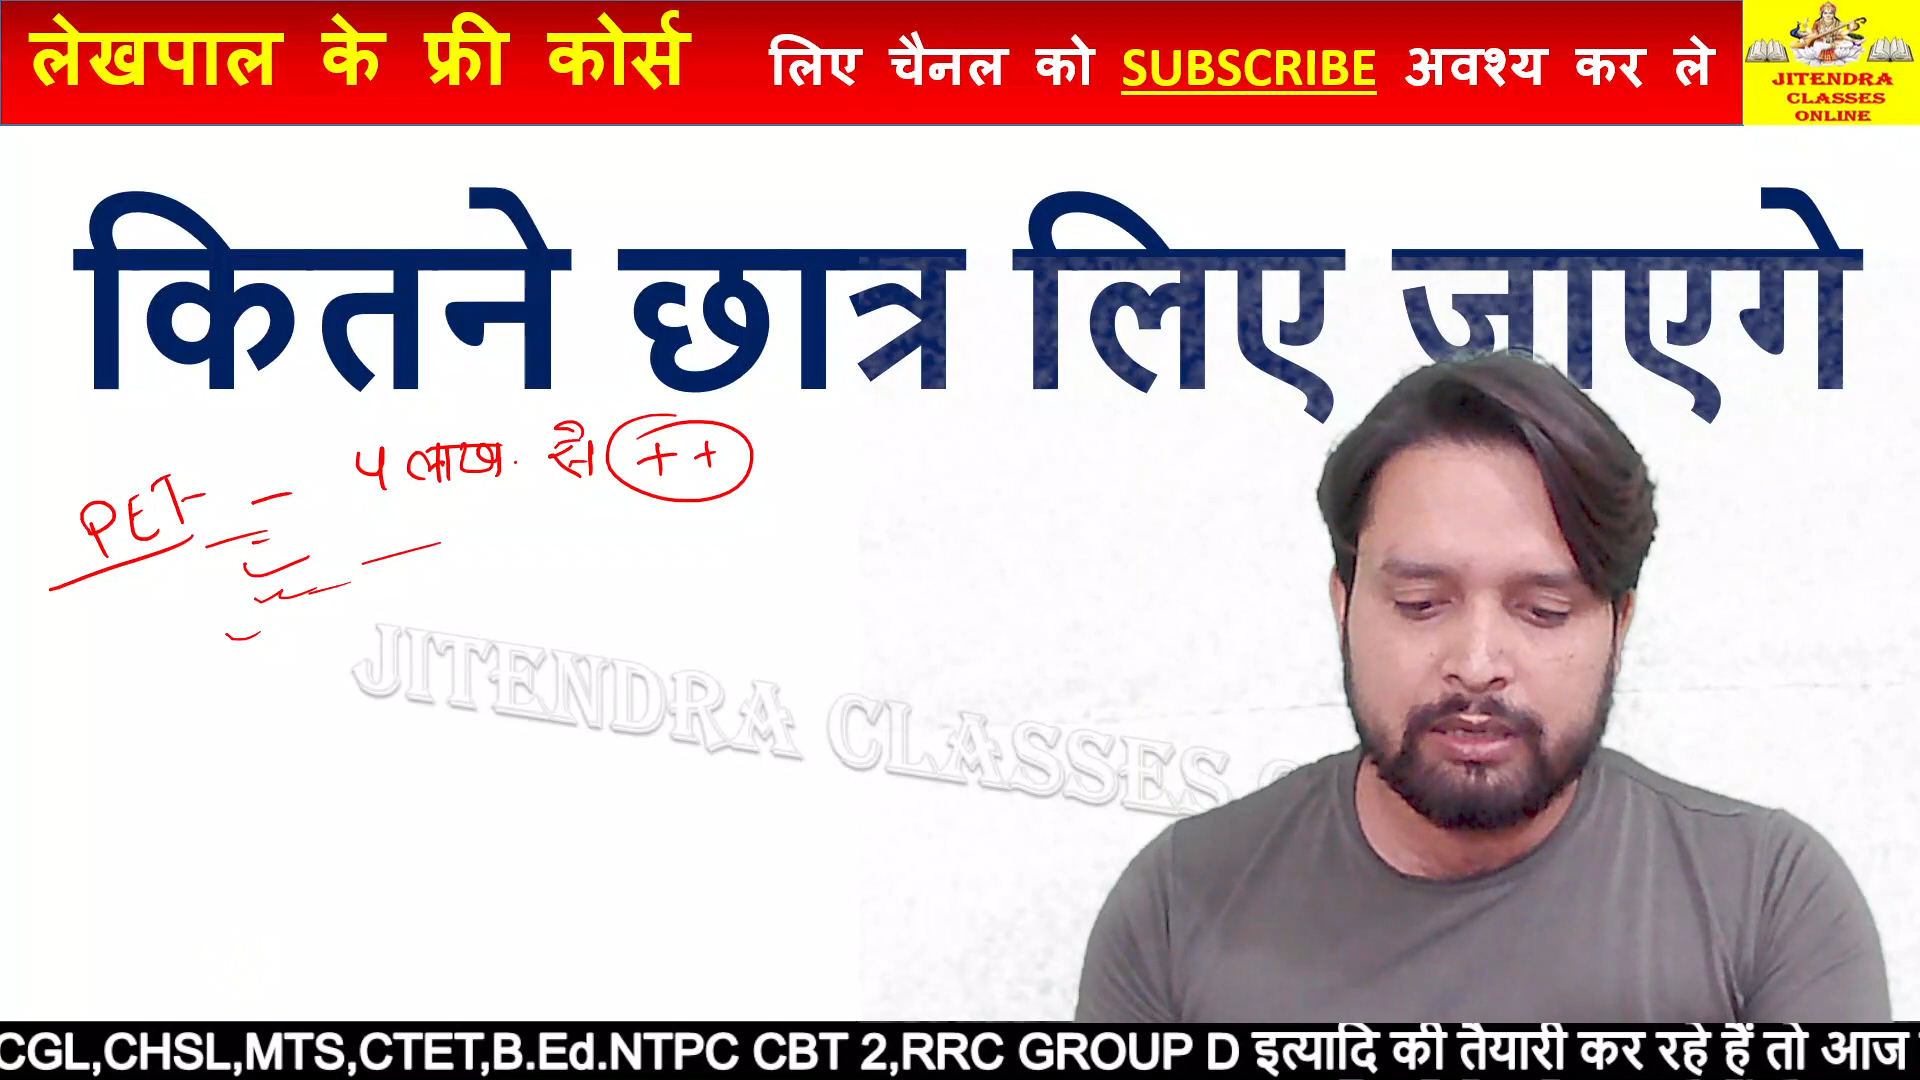 लेखपाल के फ्री कोर्स लिए चैनल को SUBSCRIBE अवश्य कर ले
JITENDRA
CLASSES
ONLINE
कितने छात्र लिए जाएगे
PET - 4 लाख से ++
JITENDRA CLASSES
CGL,CHSL,MTS,CTET,B.Ed.NTPC CBT 2,RRC GROUP D इत्यादि की तैयारी कर रहे हैं तो आज